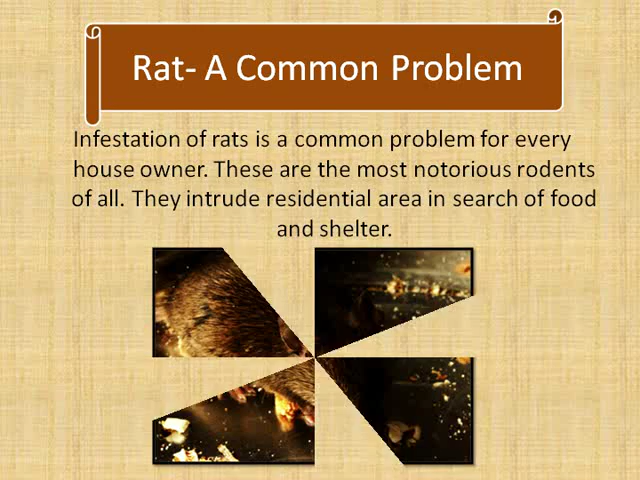 Rat- A Common Problem
Infestation of rats is a common problem for every
house owner. These are the most notorious rodents
of all. They intrude residential area in search of food
and shelter.